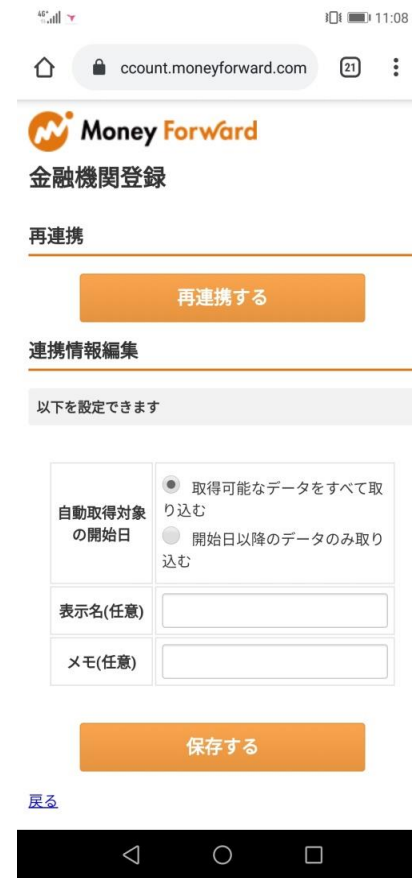 46+ 11:08
ccount.moneyforward.com 21
Money Forward
金融機関登録
再連携
再連携する
連携情報編集
以下を設定できます
自動取得対象
の開始日
取得可能なデータをすべて取
り込む
開始日以降のデータのみ取り
込む
表示名(任意)
メモ(任意)
保存する
戻る